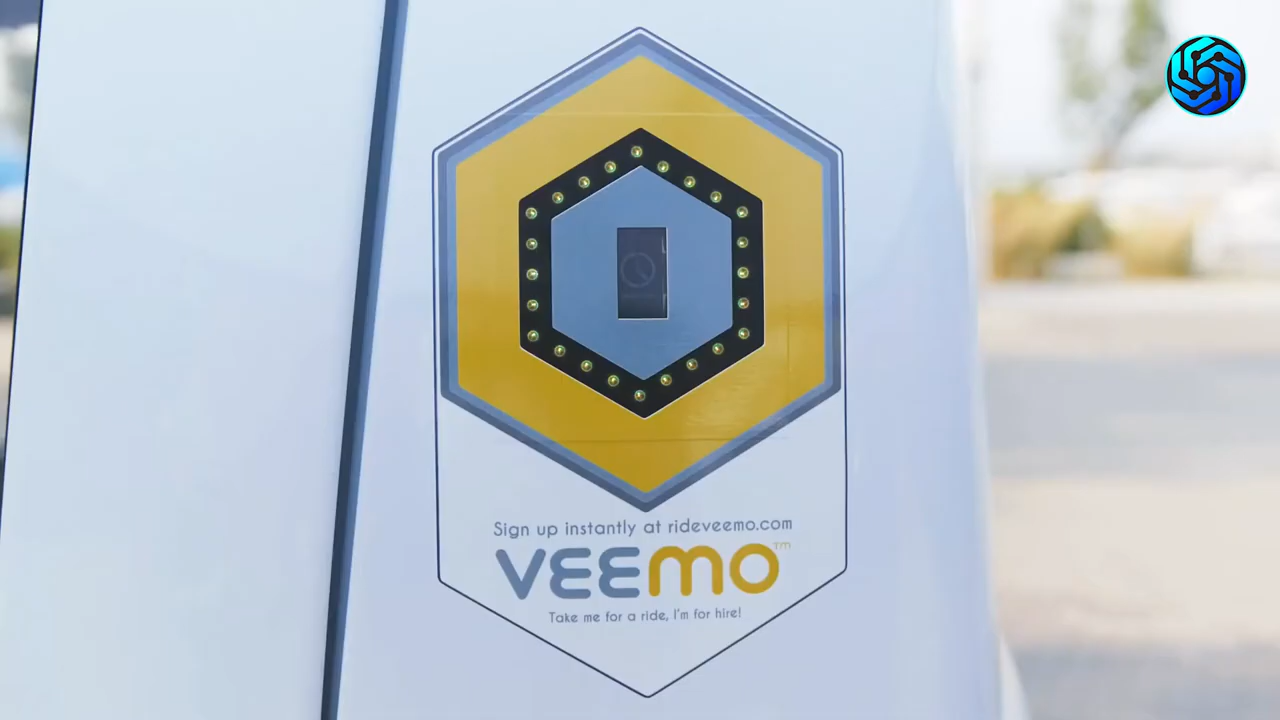 Sign up instantly at rideveemo.com
VEEMO™
Take me for a ride, I'm for hire!